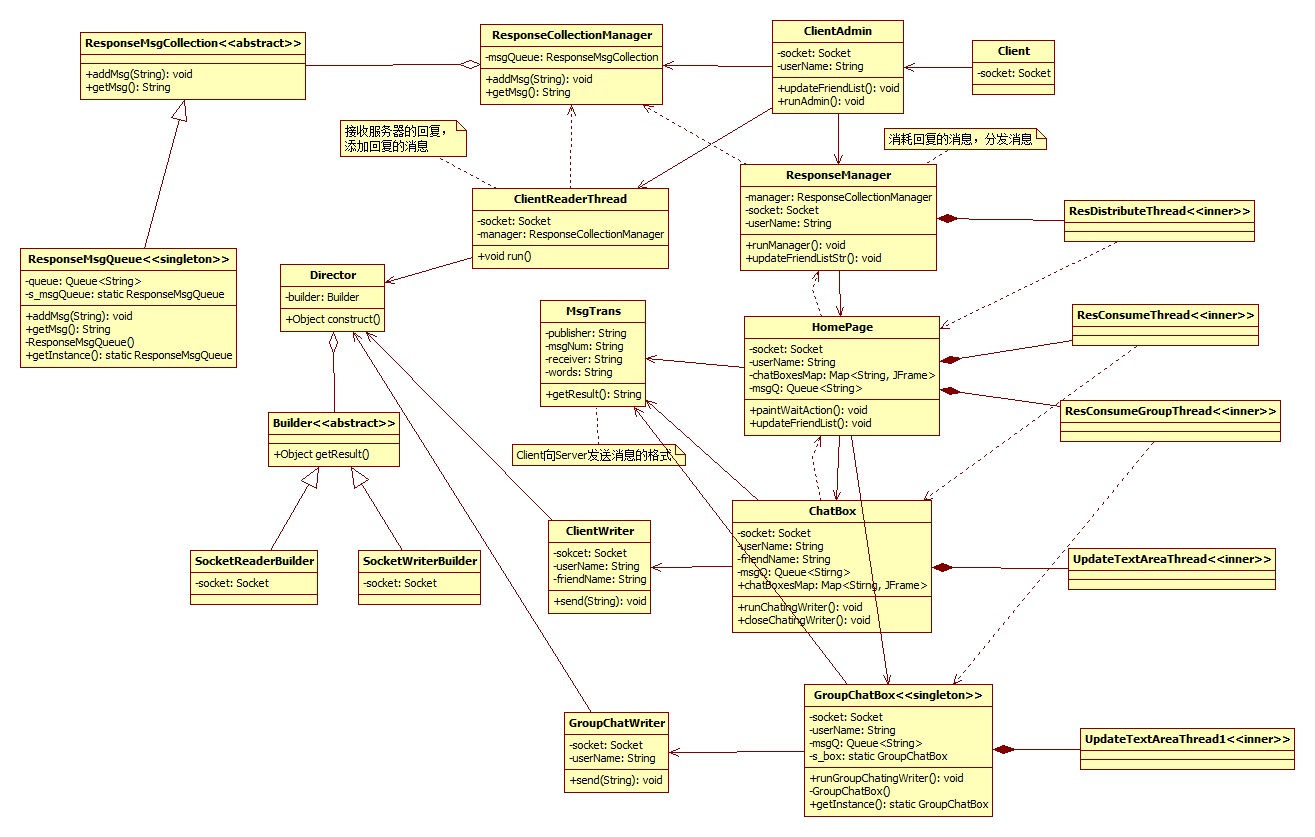 ResponseMsgCollection<<abstract>>
+addMsg(String): void
+getMsg(): String
ResponseCollectionManager
-msgQueue: ResponseMsgCollection
+addMsg(String): void
+getMsg(): String
ClientAdmin
-socket: Socket
-userName: String
+updateFriendList(): void
+runAdmin(): void
Client
-socket: Socket
接收服务器的回复，
添加回复的消息
消耗回复的消息，分发消息
ClientReaderThread
-socket: Socket
-manager: ResponseCollectionManager
+void run()
ResponseManager
-manager: ResponseCollectionManager
-socket: Socket
-userName: String
+runManager(): void
+updateFriendListStr(): void
ResDistributeThread<<inner>>
ResponseMsgQueue<<singleton>>
-queue: Queue<String>
-s_msgQueue: static ResponseMsgQueue
+addMsg(String): void
+getMsg(): String
-ResponseMsgQueue()
+getInstance(): static ResponseMsgQueue
Director
-builder: Builder
+Object construct()
MsgTrans
-publisher: String
-msgNum: String
-receiver: String
-words: String
+getResult(): String
HomePage
-socket: Socket
-userName: String
-chatBoxesMap: Map<String, JFrame>
-msgQ: Queue<String>
+paintWaitAction(): void
+updateFriendList(): void
ResConsumeThread<<inner>>
ResConsumeGroupThread<<inner>>
Builder<<abstract>>
+Object getResult()
Client向Server发送消息的格式
SocketReaderBuilder
-socket: Socket
SocketWriterBuilder
-socket: Socket
ClientWriter
-sokcet: Socket
-userName: String
-friendName: String
+send(String): void
ChatBox
-socket: Socket
-userName: String
-friendName: String
-msgQ: Queue<Stirng>
+chatBoxesMap: Map<Stirng, JFrame>
+runChatingWriter(): void
+closeChatingWriter(): void
UpdateTextAreaThread<<inner>>
GroupChatWriter
-socket: Socket
-userName: String
+send(String): void
GroupChatBox<<singleton>>
-socket: Socket
-userName: String
-msgQ: Queue<String>
-s_box: static GroupChatBox
+runGroupChatingWriter(): void
-GroupChatBox()
+getInstance(): static GroupChatBox
UpdateTextAreaThread1<<inner>>